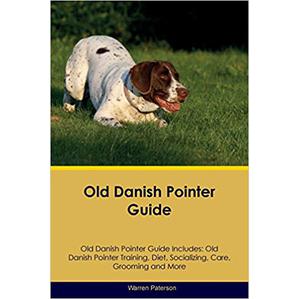 Old Danish Pointer
Guide
Old Danish Pointer Guide Includes: Old
Danish Pointer Training, Diet, Socializing, Care,
Grooming and More
Warren Paterson